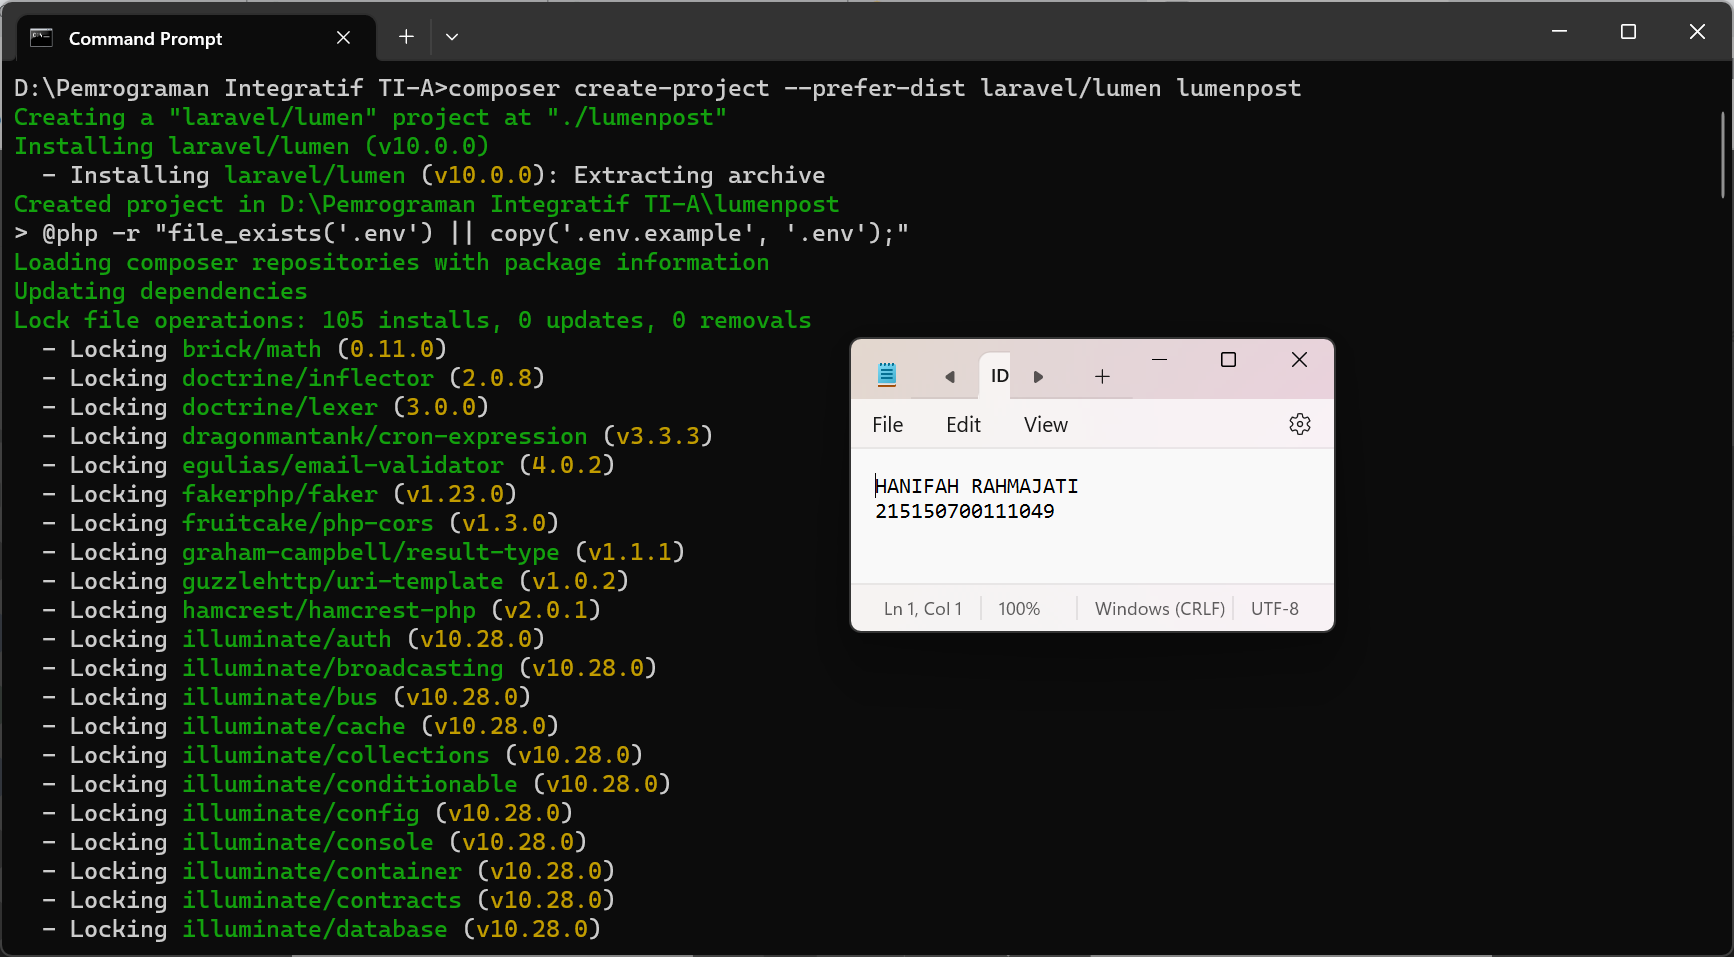 Command Prompt
D:\Pemrograman Integratif TI-A>composer create-project --prefer-dist laravel/lumen lumenpost
Creating a "laravel/lumen" project at "./lumenpost"
Installing laravel/lumen (v10.0.0)
  - Installing laravel/lumen (v10.0.0): Extracting archive
Created project in D:\Pemrograman Integratif TI-A\lumenpost
> @php -r "file_exists('.env') || copy('.env.example', '.env');"
Loading composer repositories with package information
Updating dependencies
Lock file operations: 105 installs, 0 updates, 0 removals
  - Locking brick/math (0.11.0)
  - Locking doctrine/inflector (2.0.8)
  - Locking doctrine/lexer (3.0.0)
  - Locking dragonmantank/cron-expression (v3.3.3)
  - Locking egulias/email-validator (4.0.2)
  - Locking fakerphp/faker (v1.23.0)
  - Locking fruitcake/php-cors (v1.3.0)
  - Locking graham-campbell/result-type (v1.1.1)
  - Locking guzzlehttp/uri-template (v1.0.2)
  - Locking hamcrest/hamcrest-php (v2.0.1)
  - Locking illuminate/auth (v10.28.0)
  - Locking illuminate/broadcasting (v10.28.0)
  - Locking illuminate/bus (v10.28.0)
  - Locking illuminate/cache (v10.28.0)
  - Locking illuminate/collections (v10.28.0)
  - Locking illuminate/conditionable (v10.28.0)
  - Locking illuminate/config (v10.28.0)
  - Locking illuminate/console (v10.28.0)
  - Locking illuminate/container (v10.28.0)
  - Locking illuminate/contracts (v10.28.0)
  - Locking illuminate/database (v10.28.0)
ID
File Edit View
HANIFAH RAHMAJATI
215150700111049
Ln 1, Col 1 100% Windows (CRLF) UTF-8